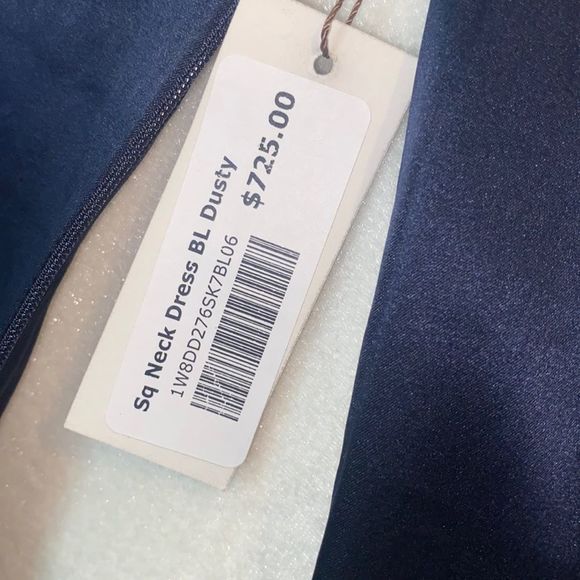 Sq Neck Dress BL Dusty
1W8DD276SK7BL06
$725.00